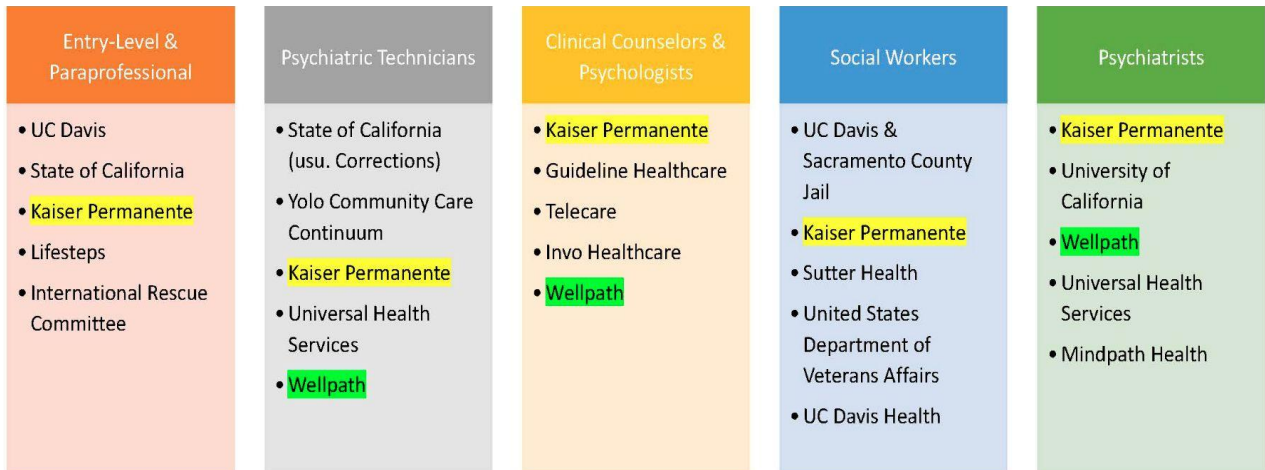 Entry-Level &
Paraprofessional
• UC Davis
• State of California
• Kaiser Permanente
• Lifesteps
• International Rescue
Committee
Psychiatric Technicians
• State of California
(usu. Corrections)
• Yolo Community Care
Continuum
• Kaiser Permanente
• Universal Health
Services
• Wellpath
Clinical Counselors &
Psychologists
• Kaiser Permanente
• Guideline Healthcare
• Telecare
• Invo Healthcare
• Wellpath
Social Workers
• UC Davis &
Sacramento County
Jail
• Kaiser Permanente
• Sutter Health
• United States
Department of
Veterans Affairs
• UC Davis Health
Psychiatrists
• Kaiser Permanente
• University of
California
• Wellpath
• Universal Health
Services
• Mindpath Health